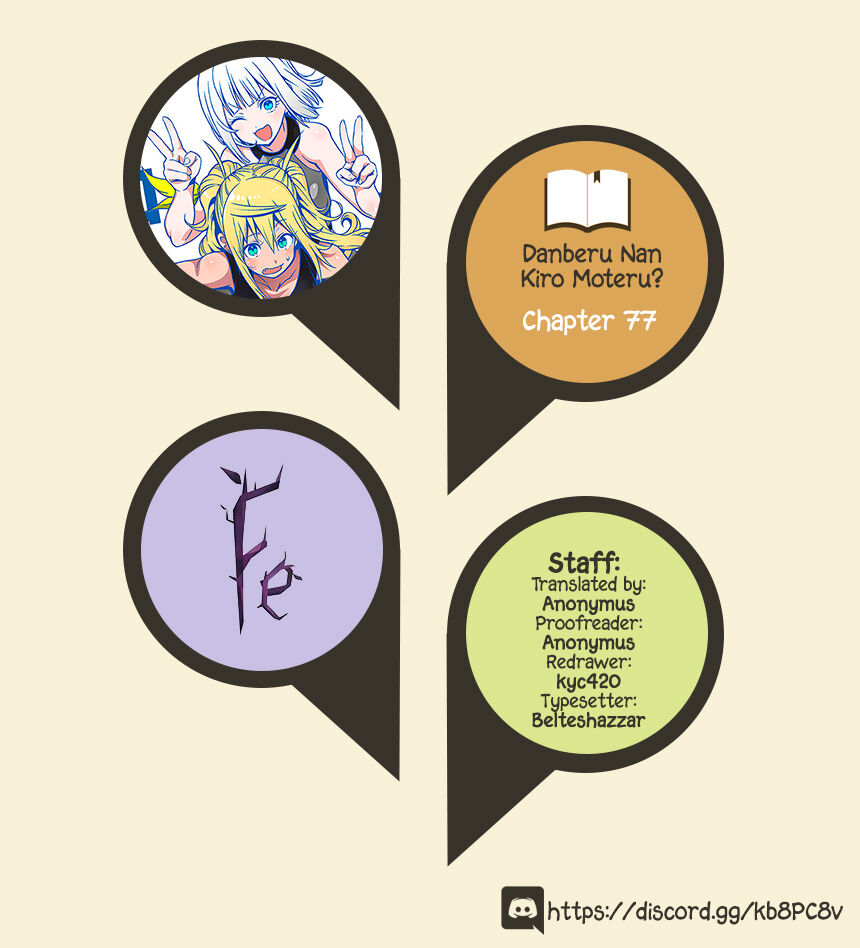 Danberu Nan
Kiro Moteru?
Chapter 77
Fe
Staff:
Translated by:
Anonymus
Proofreader:
Anonymus
Redrawer:
kyc420
Typesetter:
Belteshazzar
https://discord.gg/kb8PC8v